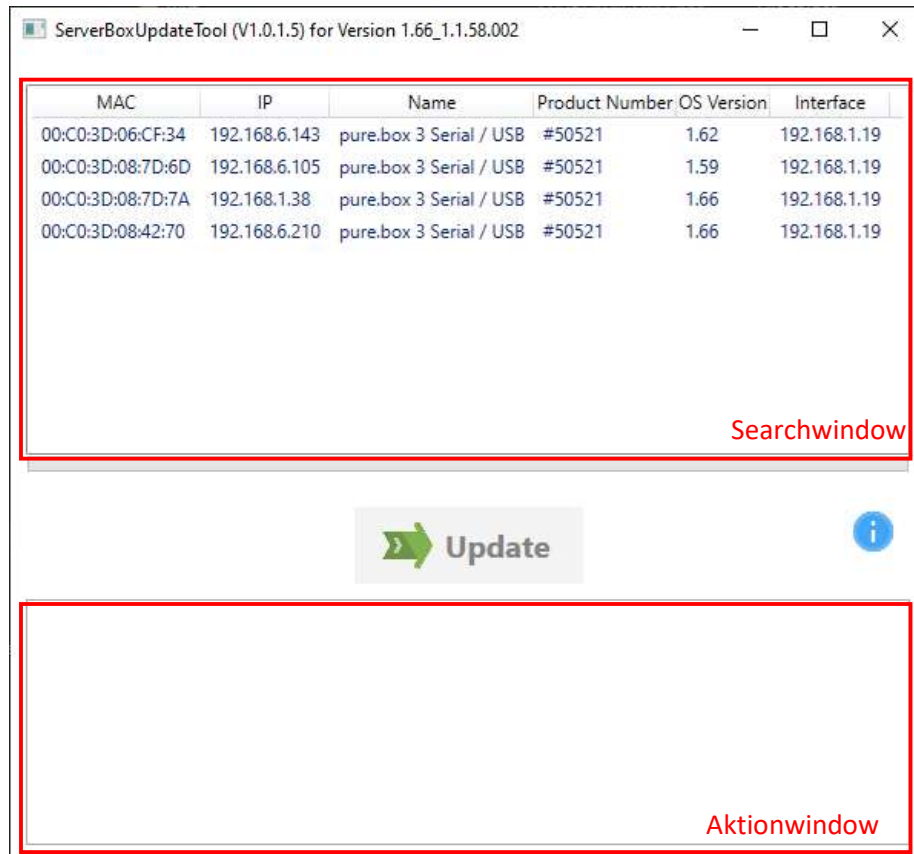 ServerBoxUpdateTool (V1.0.1.5) for Version 1.66_1.1.58.002
MAC IP Name Product Number OS Version Interface
00:C0:3D:06:CF:34 192.168.6.143 pure.box 3 Serial / USB #50521 1.62 192.168.1.19
00:C0:3D:08:7D:6D 192.168.6.105 pure.box 3 Serial / USB #50521 1.59 192.168.1.19
00:C0:3D:08:7D:7A 192.168.1.38 pure.box 3 Serial / USB #50521 1.66 192.168.1.19
00:C0:3D:08:42:70 192.168.6.210 pure.box 3 Serial / USB #50521 1.66 192.168.1.19
Searchwindow
Update
i
Aktionwindow